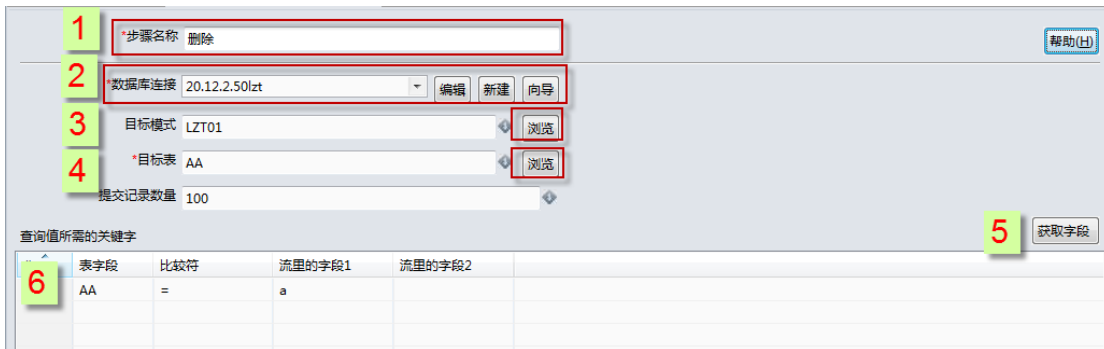 1 *步骤名称 删除 帮助(H)
2 *数据库连接 20.12.2.50lzt 编辑 新建 向导
3 目标模式 LZT01 浏览
4 *目标表 AA 浏览
提交记录数量 100
查询值所需的关键字 5 获取字段
表字段 比较符 流里的字段1 流里的字段2
6 AA = a